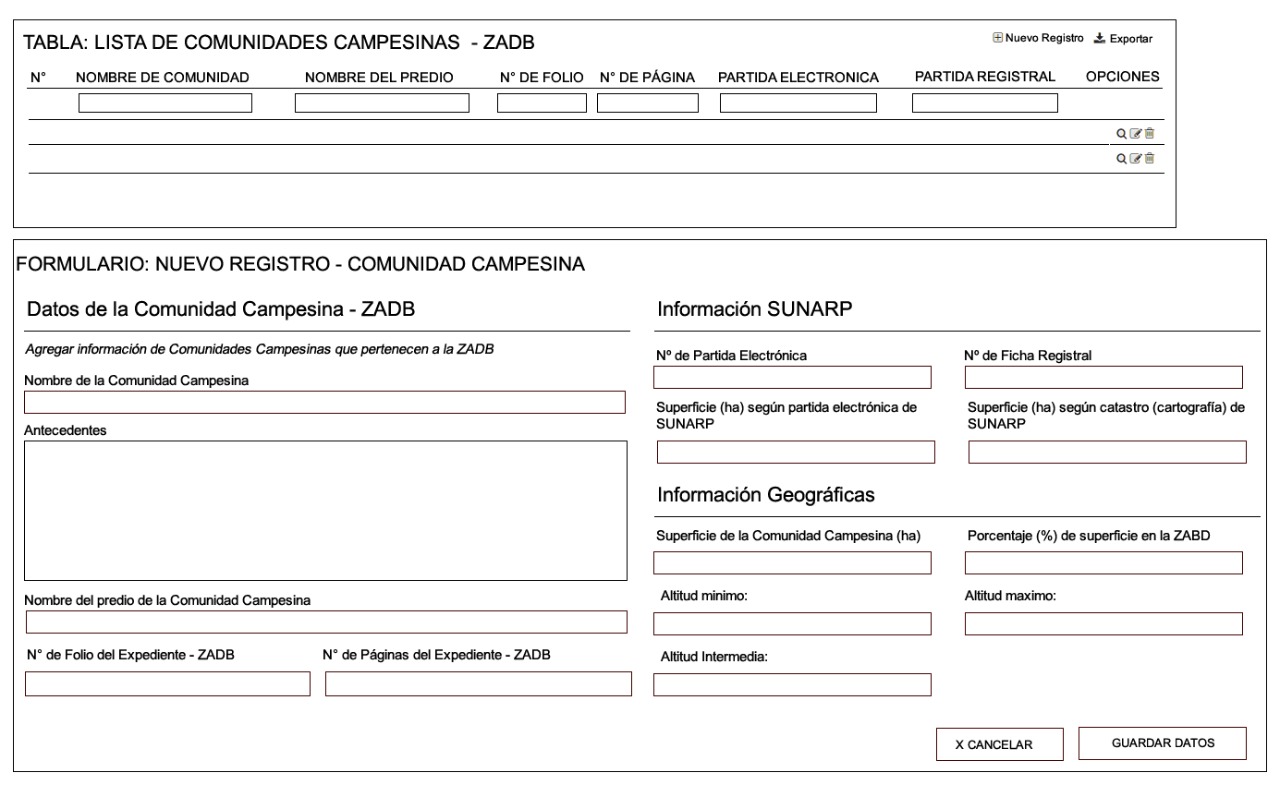 TABLA: LISTA DE COMUNIDADES CAMPESINAS - ZADB
Nuevo Registro Exportar
N° NOMBRE DE COMUNIDAD NOMBRE DEL PREDIO N° DE FOLIO N° DE PÁGINA PARTIDA ELECTRONICA PARTIDA REGISTRAL OPCIONES
FORMULARIO: NUEVO REGISTRO - COMUNIDAD CAMPESINA
Datos de la Comunidad Campesina - ZADB
Agregar información de Comunidades Campesinas que pertenecen a la ZADB
Nombre de la Comunidad Campesina
Antecedentes
Nombre del predio de la Comunidad Campesina
N° de Folio del Expediente - ZADB N° de Páginas del Expediente - ZADB
Información SUNARP
Nº de Partida Electrónica Nº de Ficha Registral
Superficie (ha) según partida electrónica de
SUNARP
Superficie (ha) según catastro (cartografía) de
SUNARP
Información Geográficas
Superficie de la Comunidad Campesina (ha) Porcentaje (%) de superficie en la ZABD
Altitud minimo: Altitud maximo:
Altitud Intermedia:
X CANCELAR GUARDAR DATOS